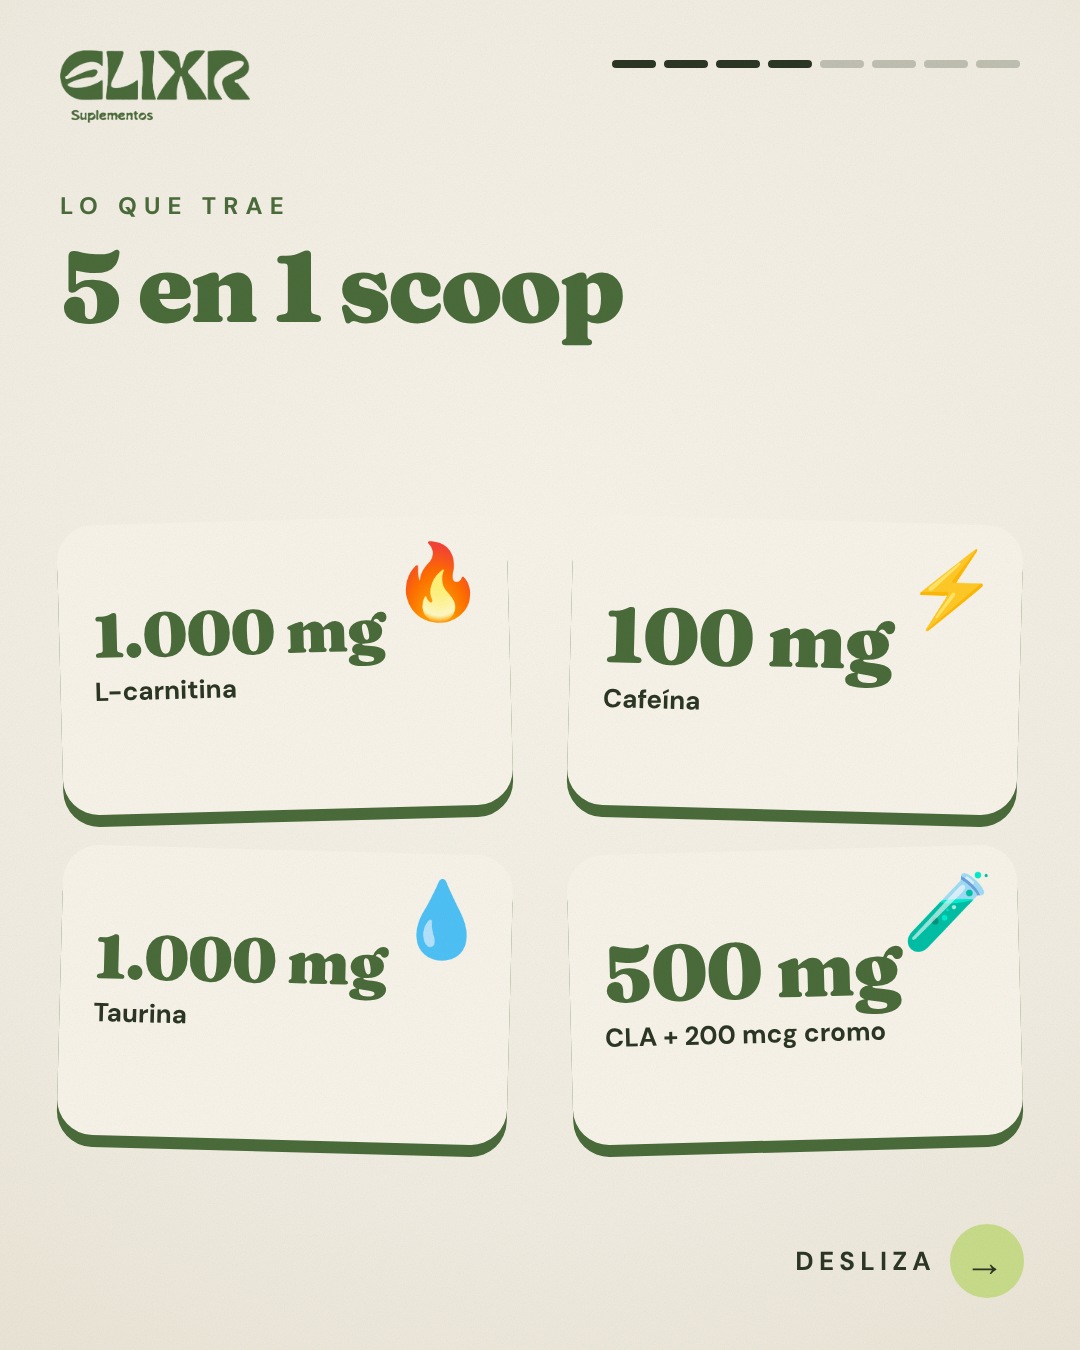 ELIXR
Suplementos
LO QUE TRAE
5 en 1 scoop
1.000 mg
L-carnitina
100 mg
Cafeína
1.000 mg
Taurina
500 mg
CLA + 200 mcg cromo
DESLIZA →